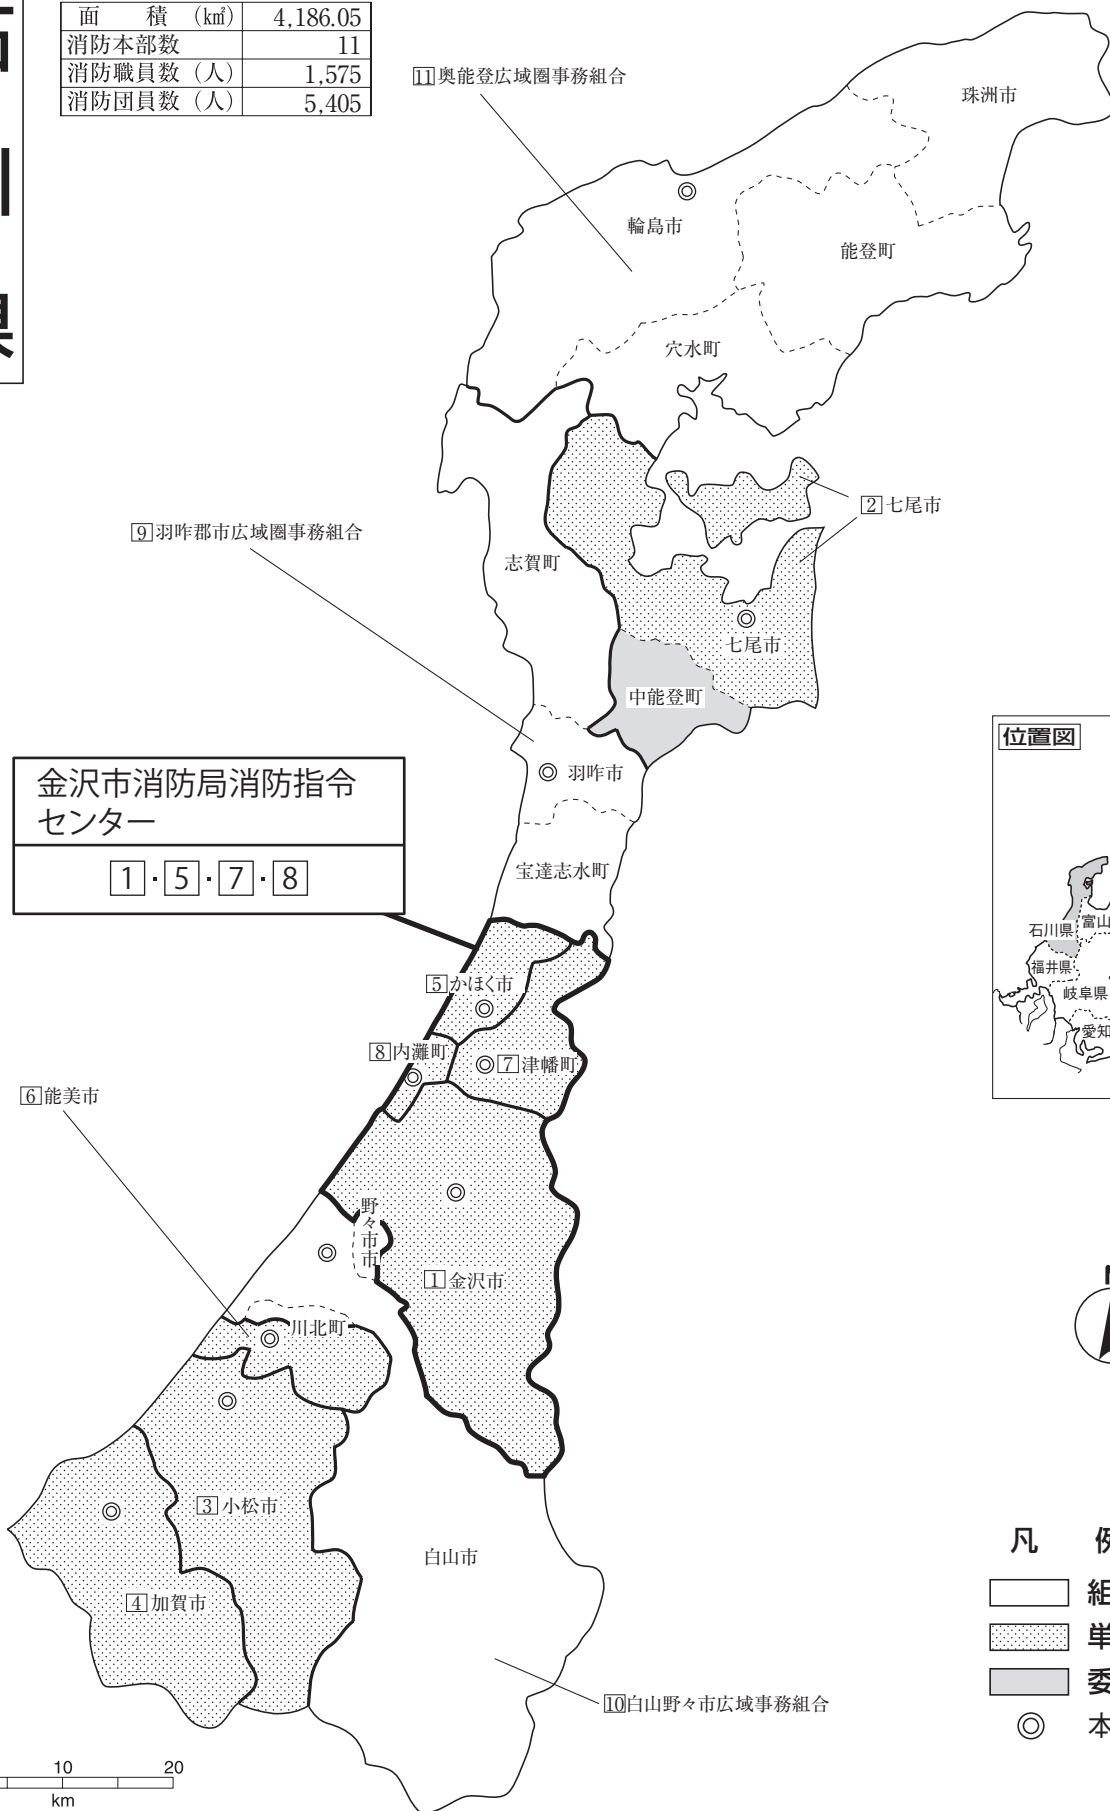 面 積 (㎢) 4,186.05
消防本部数 11
消防職員数 (人) 1,575
消防団員数 (人) 5,405
11 奥能登広域圏事務組合
珠洲市
輪島市
能登町
穴水町
2 七尾市
9 羽咋郡市広域圏事務組合
志賀町
七尾市
中能登町
位置図
羽咋市
金沢市消防局消防指令
センター
1・5・7・8
宝達志水町
石川県
富山
福井県
岐阜県
愛知
5 かほく市
8 内灘町
7 津幡町
6 能美市
野々市市
1 金沢市
川北町
3 小松市
白山市
4 加賀市
10 白山野々市広域事務組合
凡 例
組
単
委
本
10 20
km